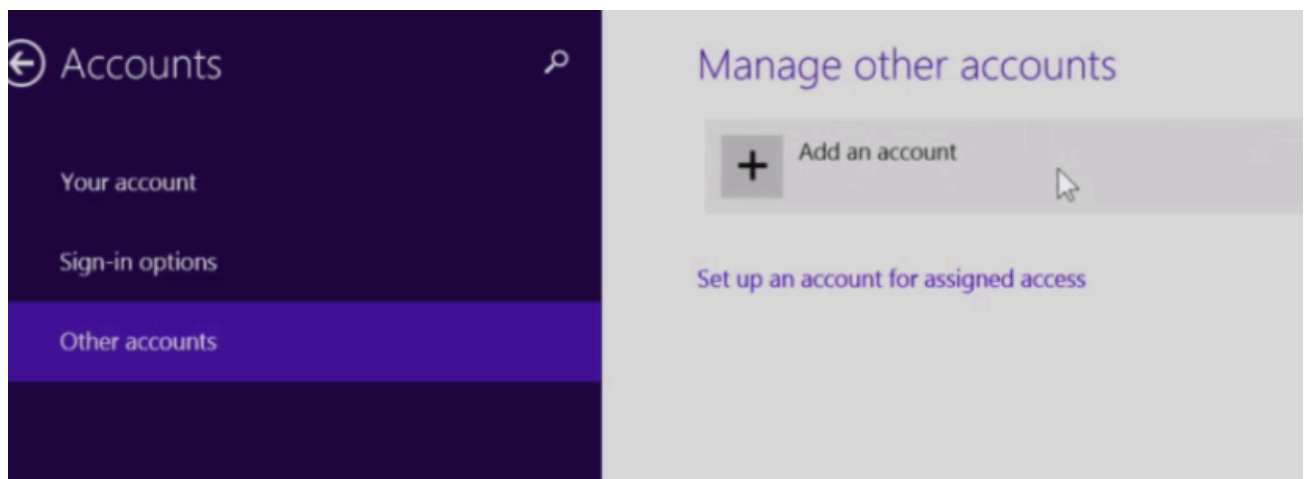 Accounts
Your account
Sign-in options
Other accounts
Manage other accounts
Add an account
Set up an account for assigned access